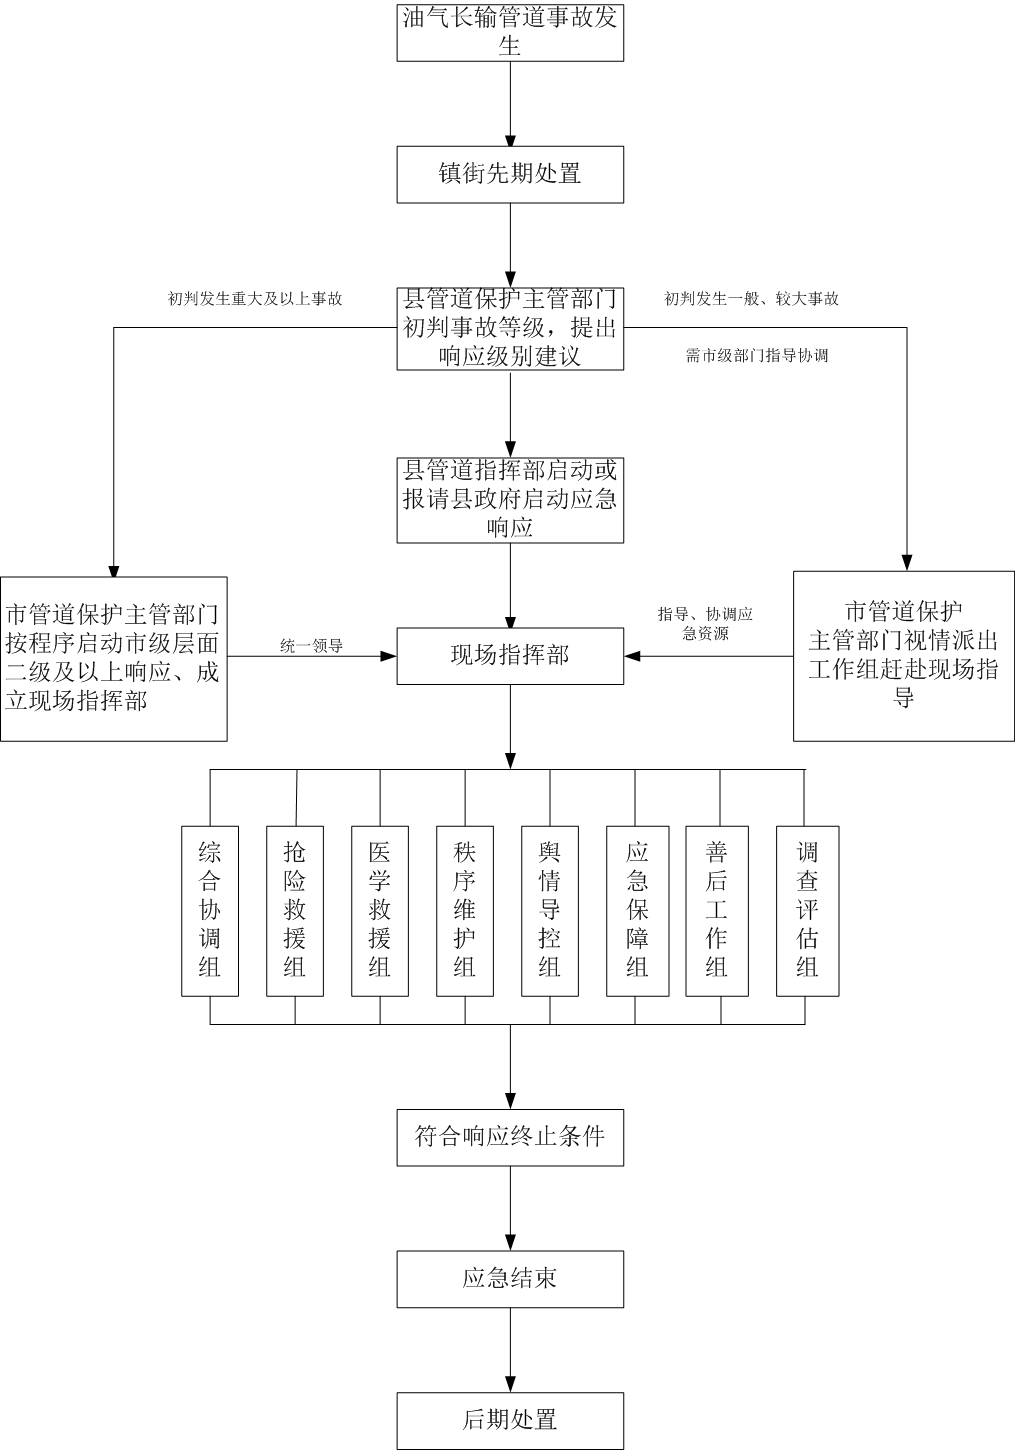 油气长输管道事故发
生
镇街先期处置
初判发生重大及以上事故
县管道保护主管部门
初判事故等级，提出
响应级别建议
初判发生一般、较大事故
需市级部门指导协调
县管道指挥部启动或
报请县政府启动应急
响应
市管道保护主管部门
按程序启动市级层面
二级及以上响应、成
立现场指挥部
统一领导
现场指挥部
指导、协调应
急资源
市管道保护
主管部门视情派出
工作组赶赴现场指
导
综合协调组
抢险救援组
医学救援组
秩序维护组
舆情导控组
应急保障组
善后工作组
调查评估组
符合响应终止条件
应急结束
后期处置